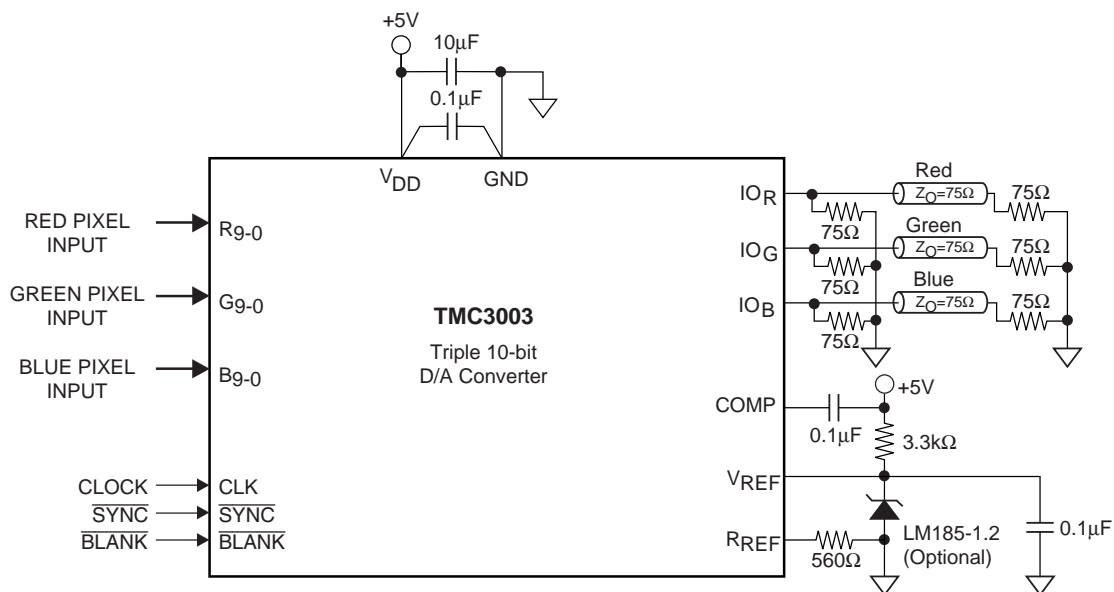 +5V
10μF
0.1μF
VDD
GND
RED PIXEL
INPUT
R9-0
GREEN PIXEL
INPUT
G9-0
BLUE PIXEL
INPUT
B9-0
TMC3003
Triple 10-bit
D/A Converter
CLOCK
CLK
SYNC
SYNC
BLANK
BLANK
IOR
75Ω
Red
ZO=75Ω
75Ω
IOG
75Ω
Green
ZO=75Ω
75Ω
IOB
75Ω
Blue
ZO=75Ω
75Ω
+5V
COMP
0.1μF
3.3kΩ
VREF
LM185-1.2
(Optional)
0.1μF
RREF
560Ω